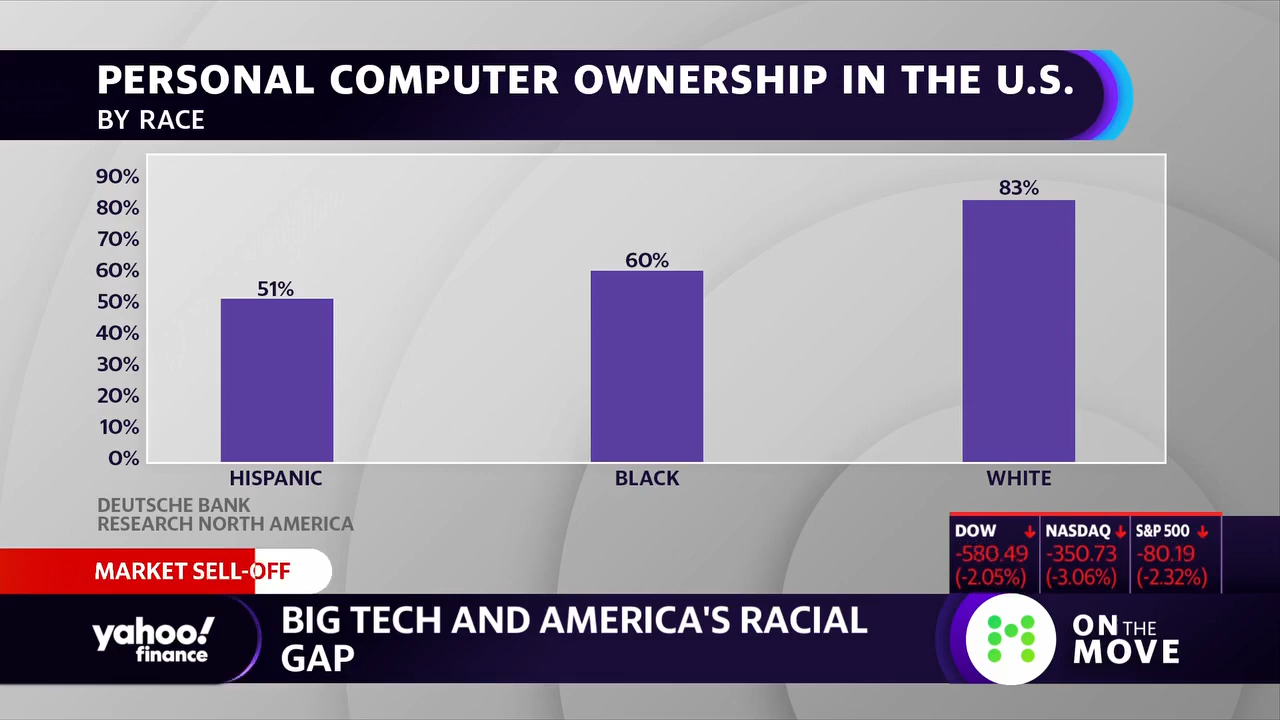 PERSONAL COMPUTER OWNERSHIP IN THE U.S.
BY RACE
90%
80%
70%
60%
50%
40%
30%
20%
10%
0%
51%
60%
83%
HISPANIC
BLACK
WHITE
DEUTSCHE BANK
RESEARCH NORTH AMERICA
MARKET SELL-OFF
DOW
-580.49
(-2.05%)
NASDAQ
-350.73
(-3.06%)
S&P 500
-80.19
(-2.32%)
yahoo!
finance
BIG TECH AND AMERICA'S RACIAL
GAP
ON THE
MOVE